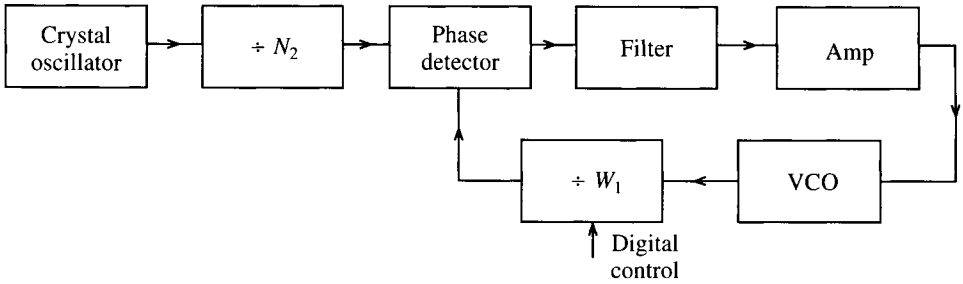 Crystal
oscillator
÷ N₂
Phase
detector
Filter
Amp
÷ W₁
VCO
Digital
control